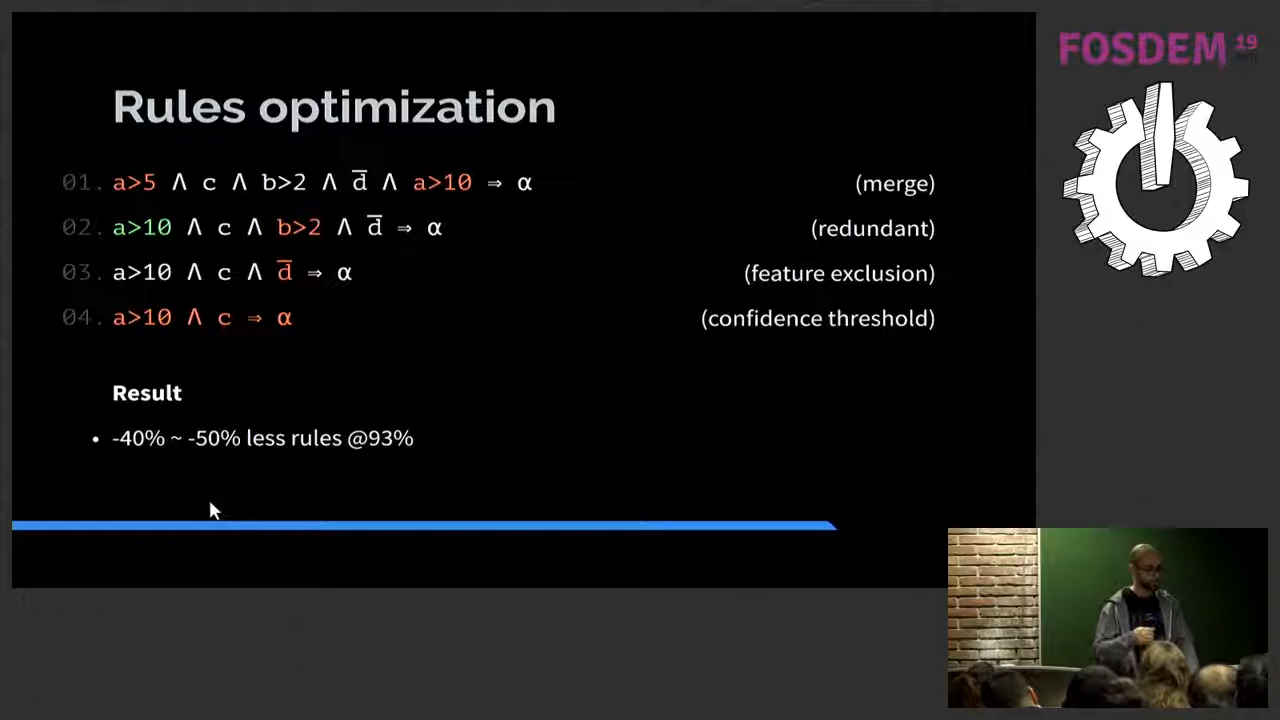 FOSDEM 19
Rules optimization
01. a>5 Λ c Λ b>2 Λ d̅ Λ a>10 ⇒ α (merge)
02. a>10 Λ c Λ b>2 Λ d̅ ⇒ α (redundant)
03. a>10 Λ c Λ d̅ ⇒ α (feature exclusion)
04. a>10 Λ c ⇒ α (confidence threshold)
Result
• -40% ~ -50% less rules @93%